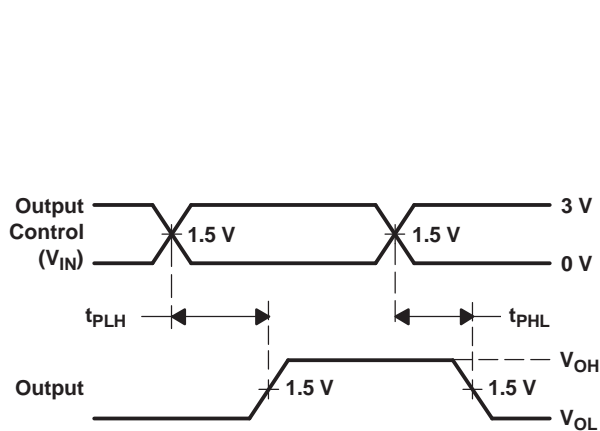 Output
Control
(VIN)
1.5 V
1.5 V
3 V
0 V
tPLH
tPHL
Output
1.5 V
1.5 V
VOH
VOL